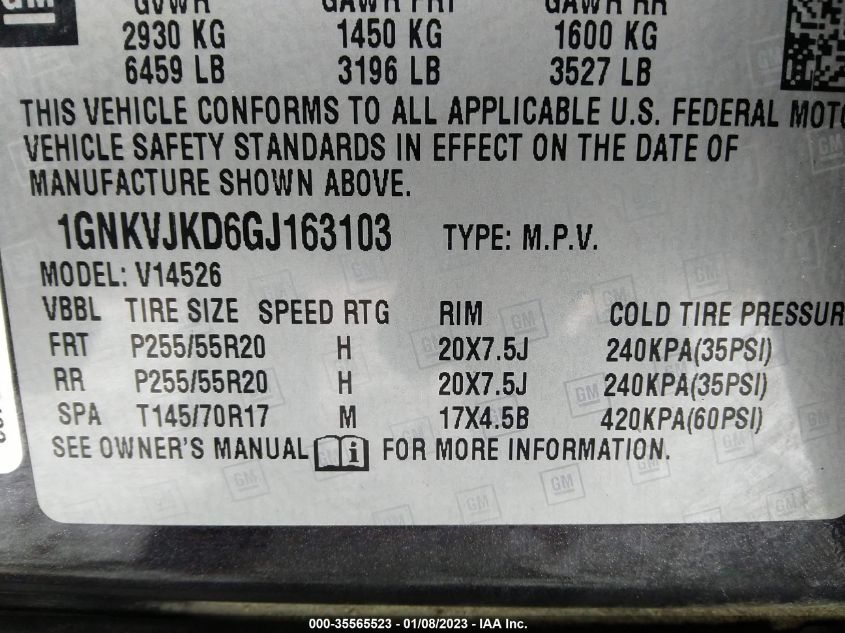 GM
GVWR GAWR FRT GAWR RR
2930 KG 1450 KG 1600 KG
6459 LB 3196 LB 3527 LB
THIS VEHICLE CONFORMS TO ALL APPLICABLE U.S. FEDERAL MOTO
VEHICLE SAFETY STANDARDS IN EFFECT ON THE DATE OF
MANUFACTURE SHOWN ABOVE.
1GNKVJKD6GJ163103 TYPE: M.P.V.
MODEL: V14526
VBBL TIRE SIZE SPEED RTG RIM COLD TIRE PRESSUR
FRT P255/55R20 H 20X7.5J 240KPA(35PSI)
RR P255/55R20 H 20X7.5J 240KPA(35PSI)
SPA T145/70R17 M 17X4.5B 420KPA(60PSI)
SEE OWNER'S MANUAL i FOR MORE INFORMATION.
000-35565523 - 01/08/2023 - IAA Inc.